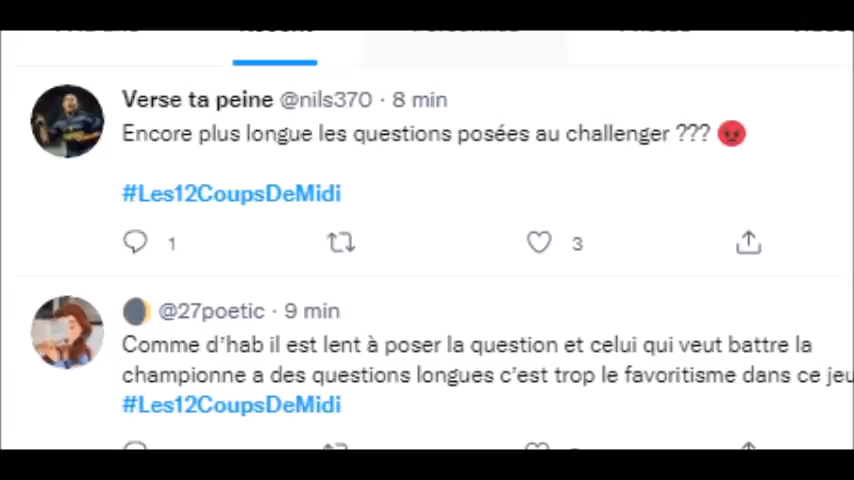 Récent
Verse ta peine @nils370 · 8 min
Encore plus longue les questions posées au challenger ??? 😡
#Les12CoupsDeMidi
1 3
🌖 @27poetic · 9 min
Comme d'hab il est lent à poser la question et celui qui veut battre la
championne a des questions longues c'est trop le favoritisme dans ce jeu
#Les12CoupsDeMidi